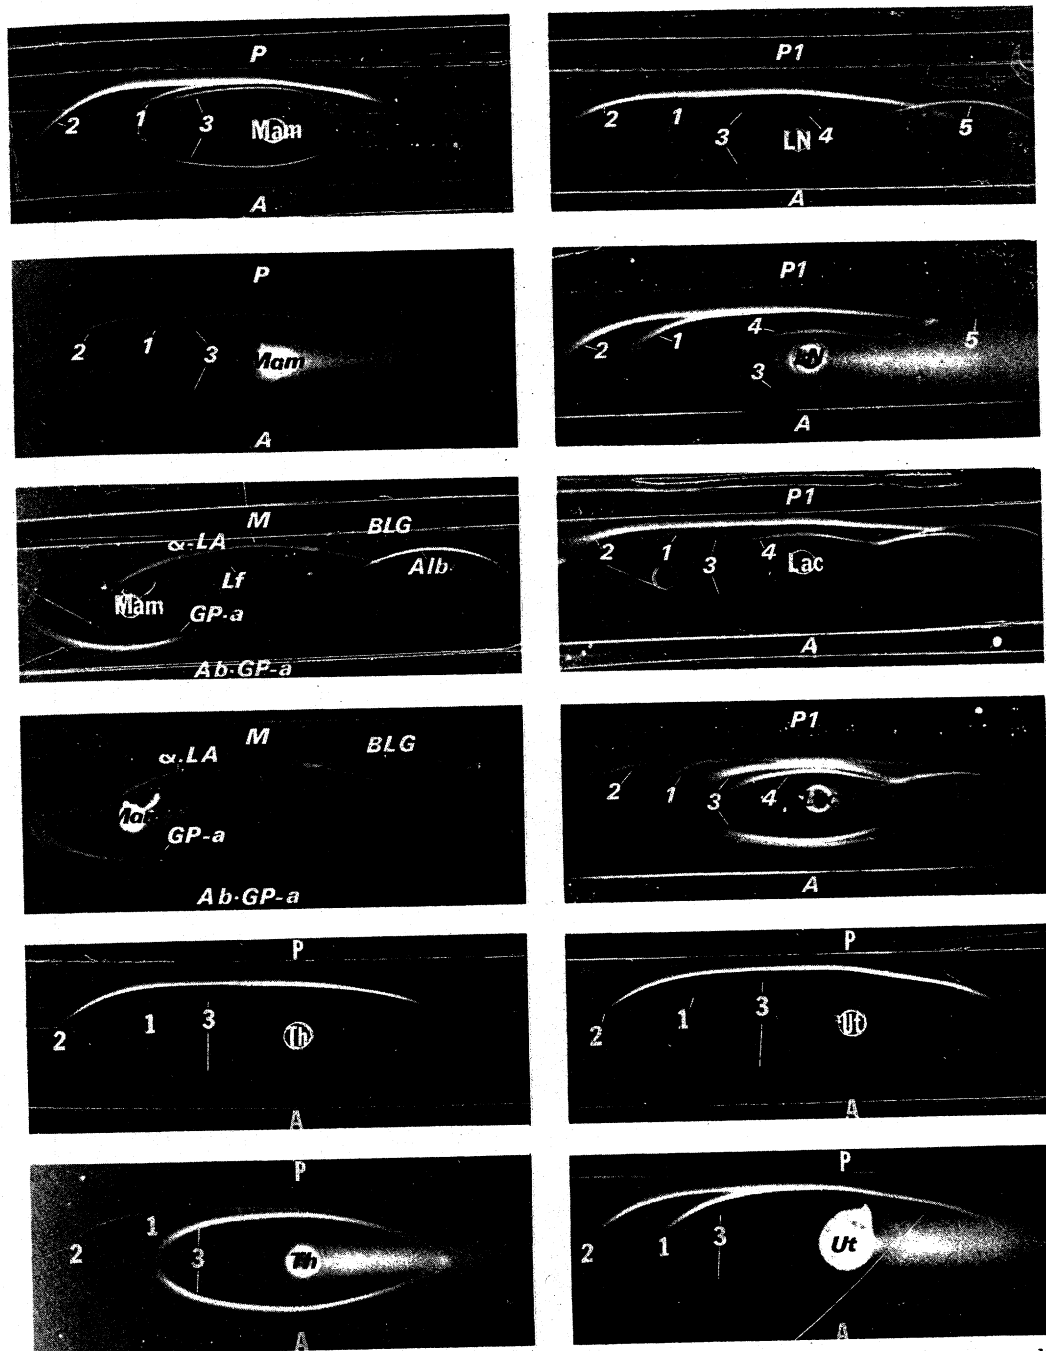 P
2 1 3 Mam
A
P1
2 1 3 LN 4 5
A
P
2 1 3 Mam
A
P1
2 1 4 3 5
A
M BLG
α-LA
Lf Alb
Mam GP-a
Ab·GP-a
P1
2 1 3 4 Lac
A
M BLG
α.LA
GP-a
Ab·GP-a
P1
2 1 3 4
A
P
2 1 3 Th
A
P
2 1 3 Ut
A
P
1
2 3 Th
A
P
2 1 3 Ut
A